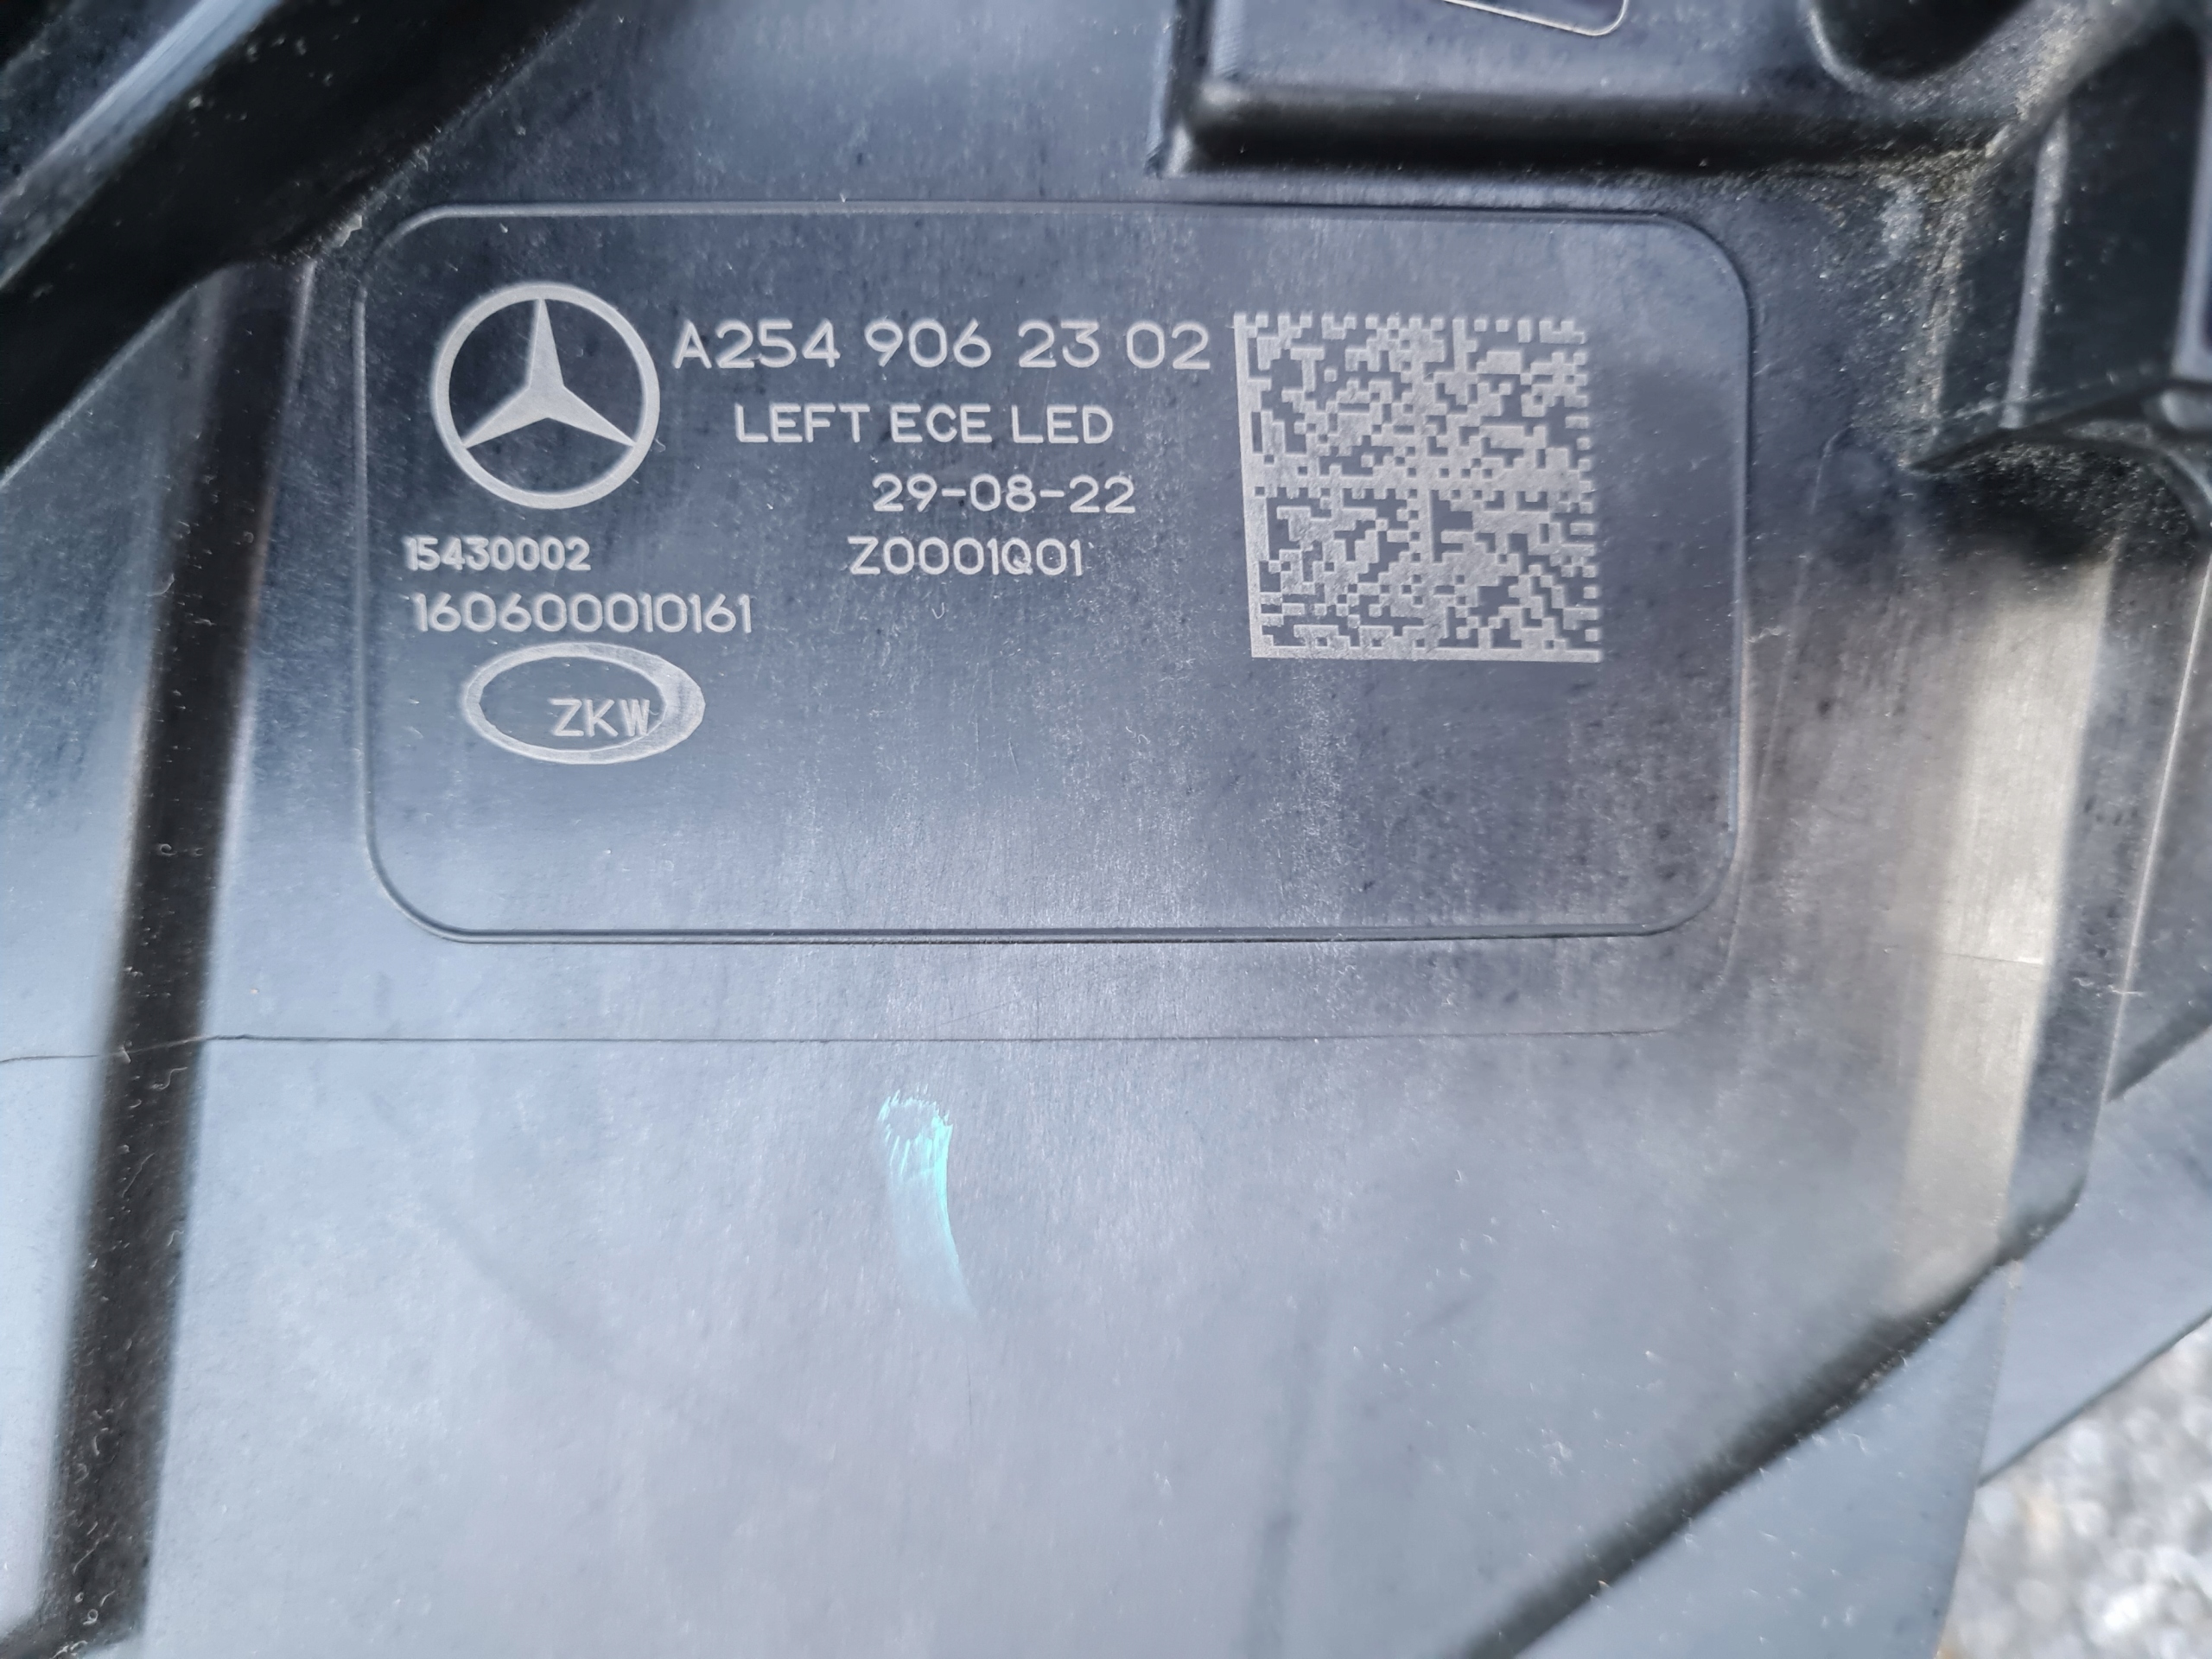 A254 906 23 02
LEFT ECE LED
29-08-22
15430002
Z0001Q01
160600010161
ZKW